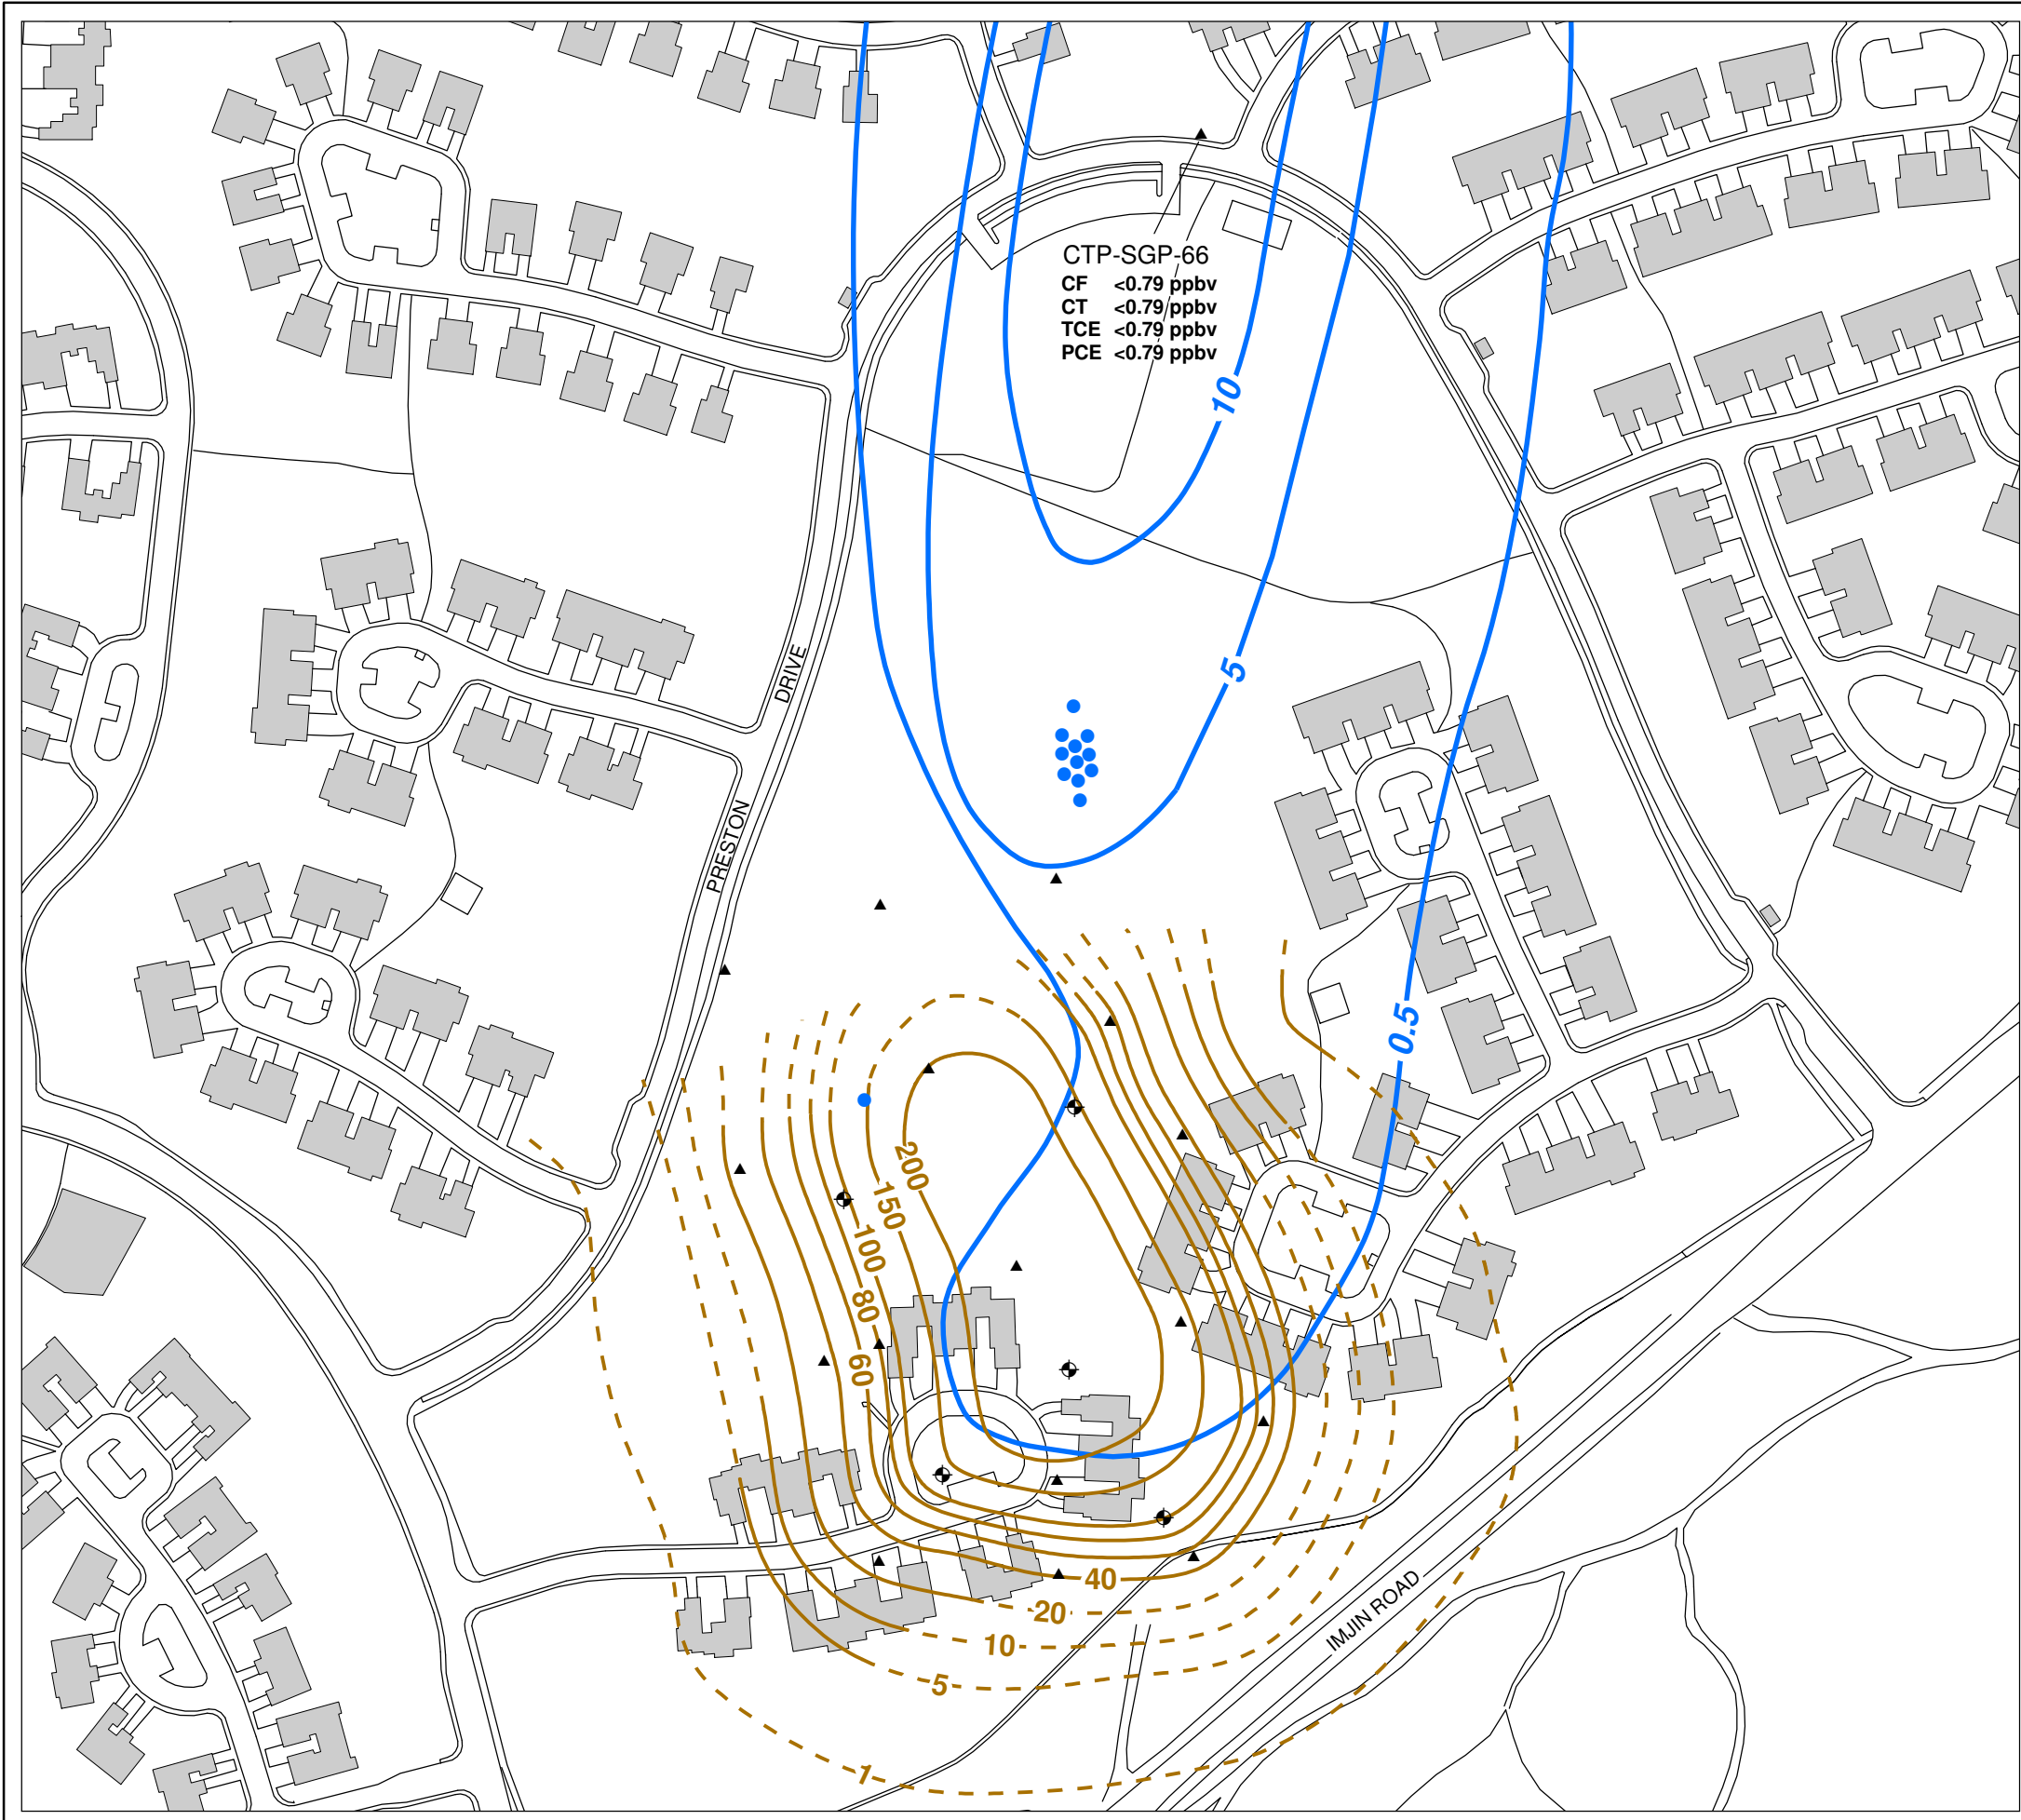 CTP-SGP-66
CF <0.79 ppbv
CT <0.79 ppbv
TCE <0.79 ppbv
PCE <0.79 ppbv
10
5
DRIVE
PRESTON
0.5
200
150
100
80
60
40
20
10
5
1
IMJIN ROAD